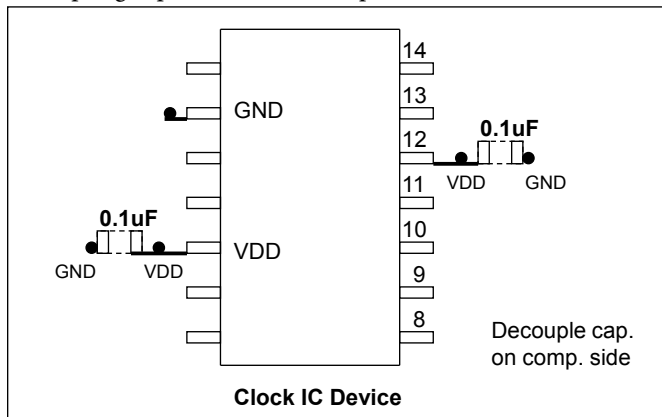 14
GND
13
12
0.1uF
VDD
GND
11
0.1uF
VDD
10
GND
VDD
9
8
Decouple cap.
on comp. side
Clock IC Device